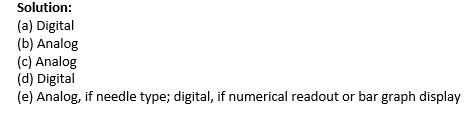 Solution:
(a) Digital
(b) Analog
(c) Analog
(d) Digital
(e) Analog, if needle type; digital, if numerical readout or bar graph display